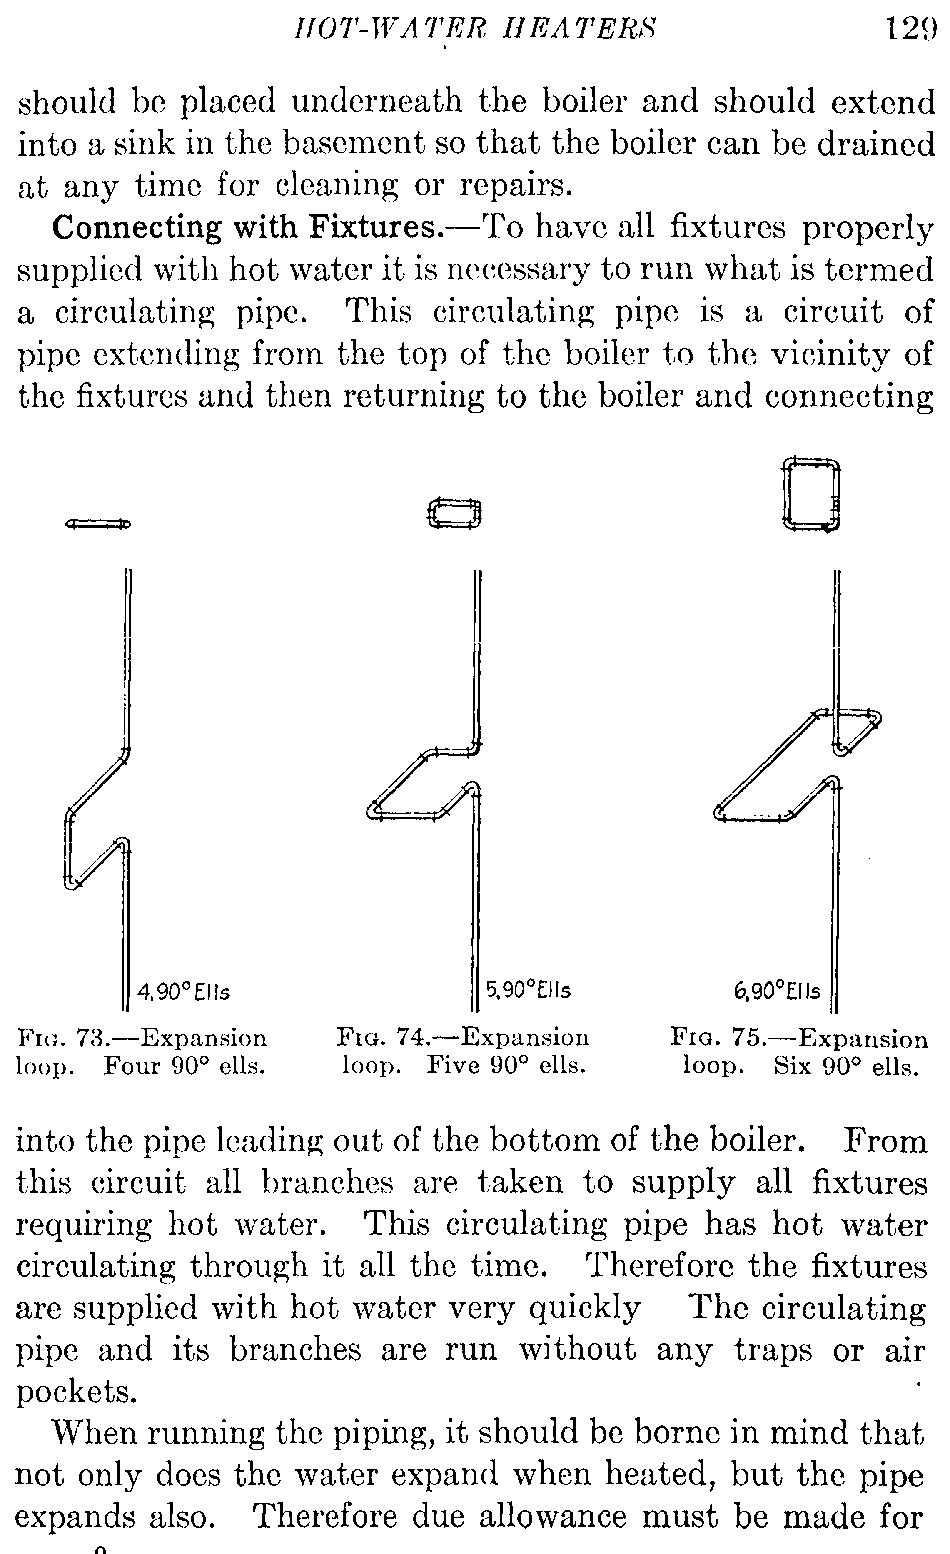 HOT-WATER HEATERS 129
should be placed underneath the boiler and should extend
into a sink in the basement so that the boiler can be drained
at any time for cleaning or repairs.
Connecting with Fixtures.—To have all fixtures properly
supplied with hot water it is necessary to run what is termed
a circulating pipe. This circulating pipe is a circuit of
pipe extending from the top of the boiler to the vicinity of
the fixtures and then returning to the boiler and connecting
4,90° Ells
5,90° Ells
6,90° Ells
FIG. 73.—Expansion
loop. Four 90° ells.
FIG. 74.—Expansion
loop. Five 90° ells.
FIG. 75.—Expansion
loop. Six 90° ells.
into the pipe leading out of the bottom of the boiler. From
this circuit all branches are taken to supply all fixtures
requiring hot water. This circulating pipe has hot water
circulating through it all the time. Therefore the fixtures
are supplied with hot water very quickly The circulating
pipe and its branches are run without any traps or air
pockets.
When running the piping, it should be borne in mind that
not only does the water expand when heated, but the pipe
expands also. Therefore due allowance must be made for